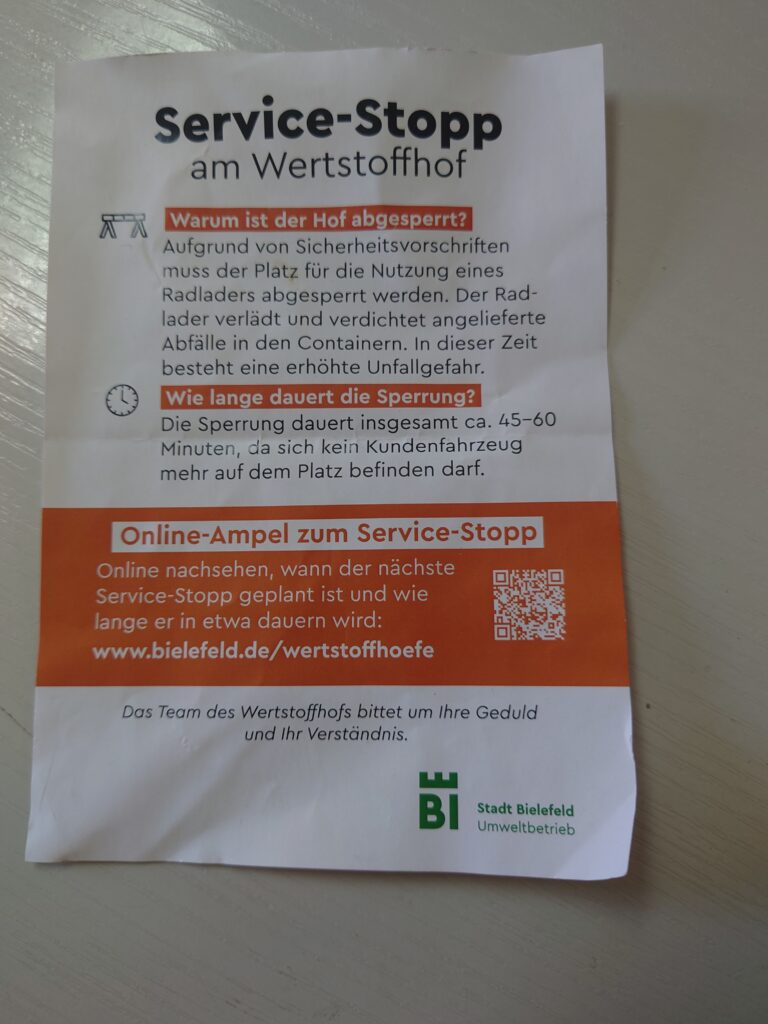 Service-Stopp
am Wertstoffhof
Warum ist der Hof abgesperrt?
Aufgrund von Sicherheitsvorschriften
muss der Platz für die Nutzung eines
Radladers abgesperrt werden. Der Rad-
lader verlädt und verdichtet angelieferte
Abfälle in den Containern. In dieser Zeit
besteht eine erhöhte Unfallgefahr.
Wie lange dauert die Sperrung?
Die Sperrung dauert insgesamt ca. 45–60
Minuten, da sich kein Kundenfahrzeug
mehr auf dem Platz befinden darf.
Online-Ampel zum Service-Stopp
Online nachsehen, wann der nächste
Service-Stopp geplant ist und wie
lange er in etwa dauern wird:
www.bielefeld.de/wertstoffhoefe
Das Team des Wertstoffhofs bittet um Ihre Geduld
und Ihr Verständnis.
BI
Stadt Bielefeld
Umweltbetrieb